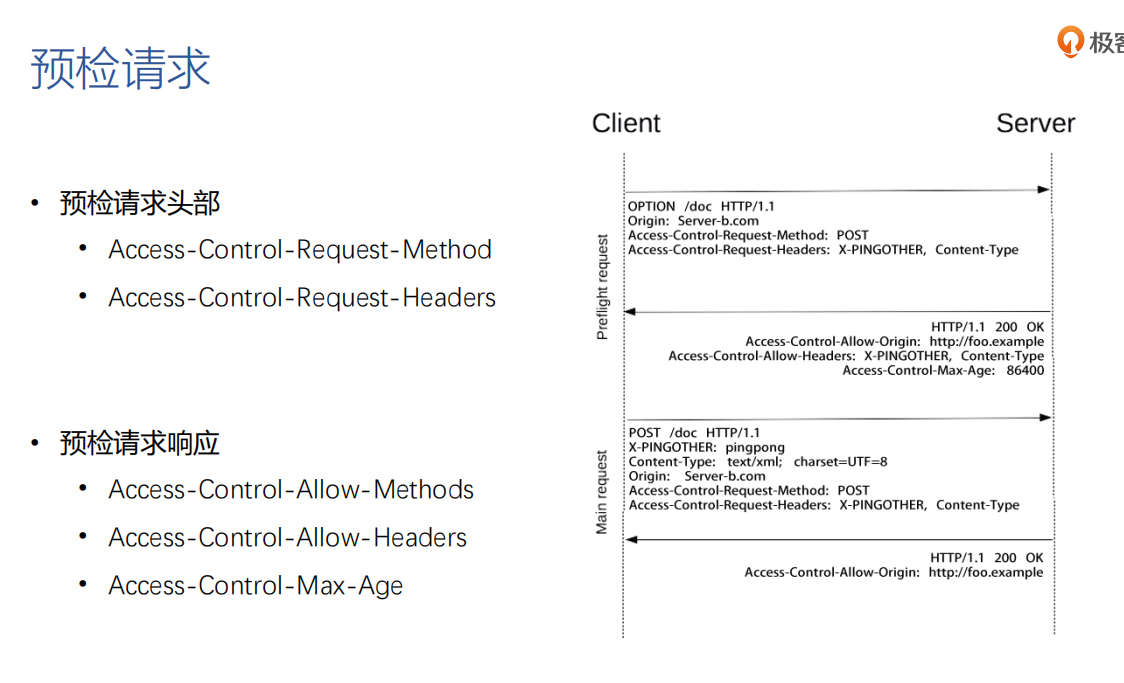 预检请求
极客
Client
Server
• 预检请求头部
• Access-Control-Request-Method
• Access-Control-Request-Headers
• 预检请求响应
• Access-Control-Allow-Methods
• Access-Control-Allow-Headers
• Access-Control-Max-Age
Preflight request
OPTION /doc HTTP/1.1
Origin: Server-b.com
Access-Control-Request-Method: POST
Access-Control-Request-Headers: X-PINGOTHER, Content-Type
HTTP/1.1 200 OK
Access-Control-Allow-Origin: http://foo.example
Access-Control-Allow-Headers: X-PINGOTHER, Content-Type
Access-Control-Max-Age: 86400
Main request
POST /doc HTTP/1.1
X-PINGOTHER: pingpong
Content-Type: text/xml; charset=UTF=8
Origin: Server-b.com
Access-Control-Request-Method: POST
Access-Control-Request-Headers: X-PINGOTHER, Content-Type
HTTP/1.1 200 OK
Access-Control-Allow-Origin: http://foo.example